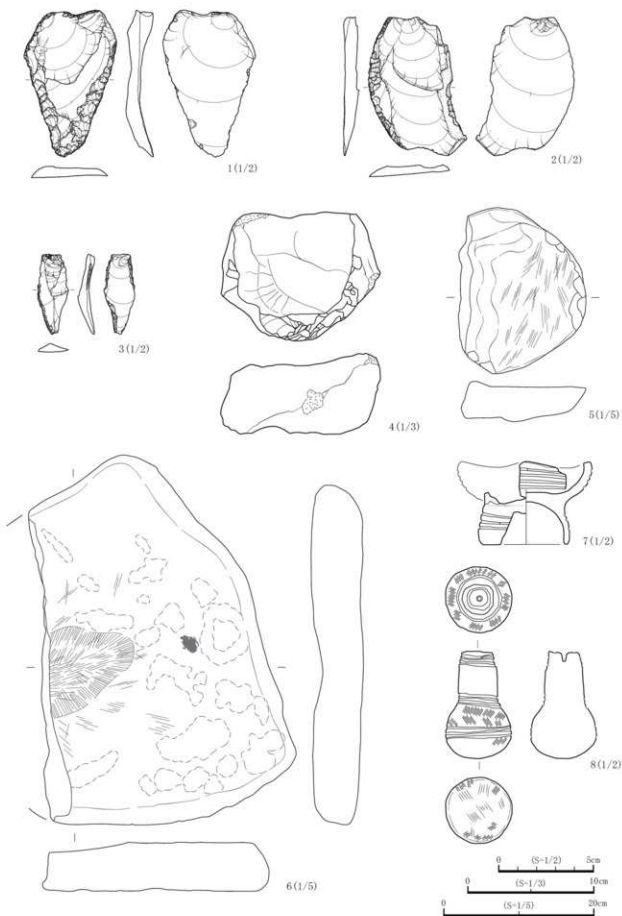 1(1/2)
2(1/2)
3(1/2)
4(1/3)
5(1/5)
6(1/5)
7(1/2)
8(1/2)
0 (S-1/2) 5cm
0 (S-1/3) 10cm
0 (S-1/5) 20cm